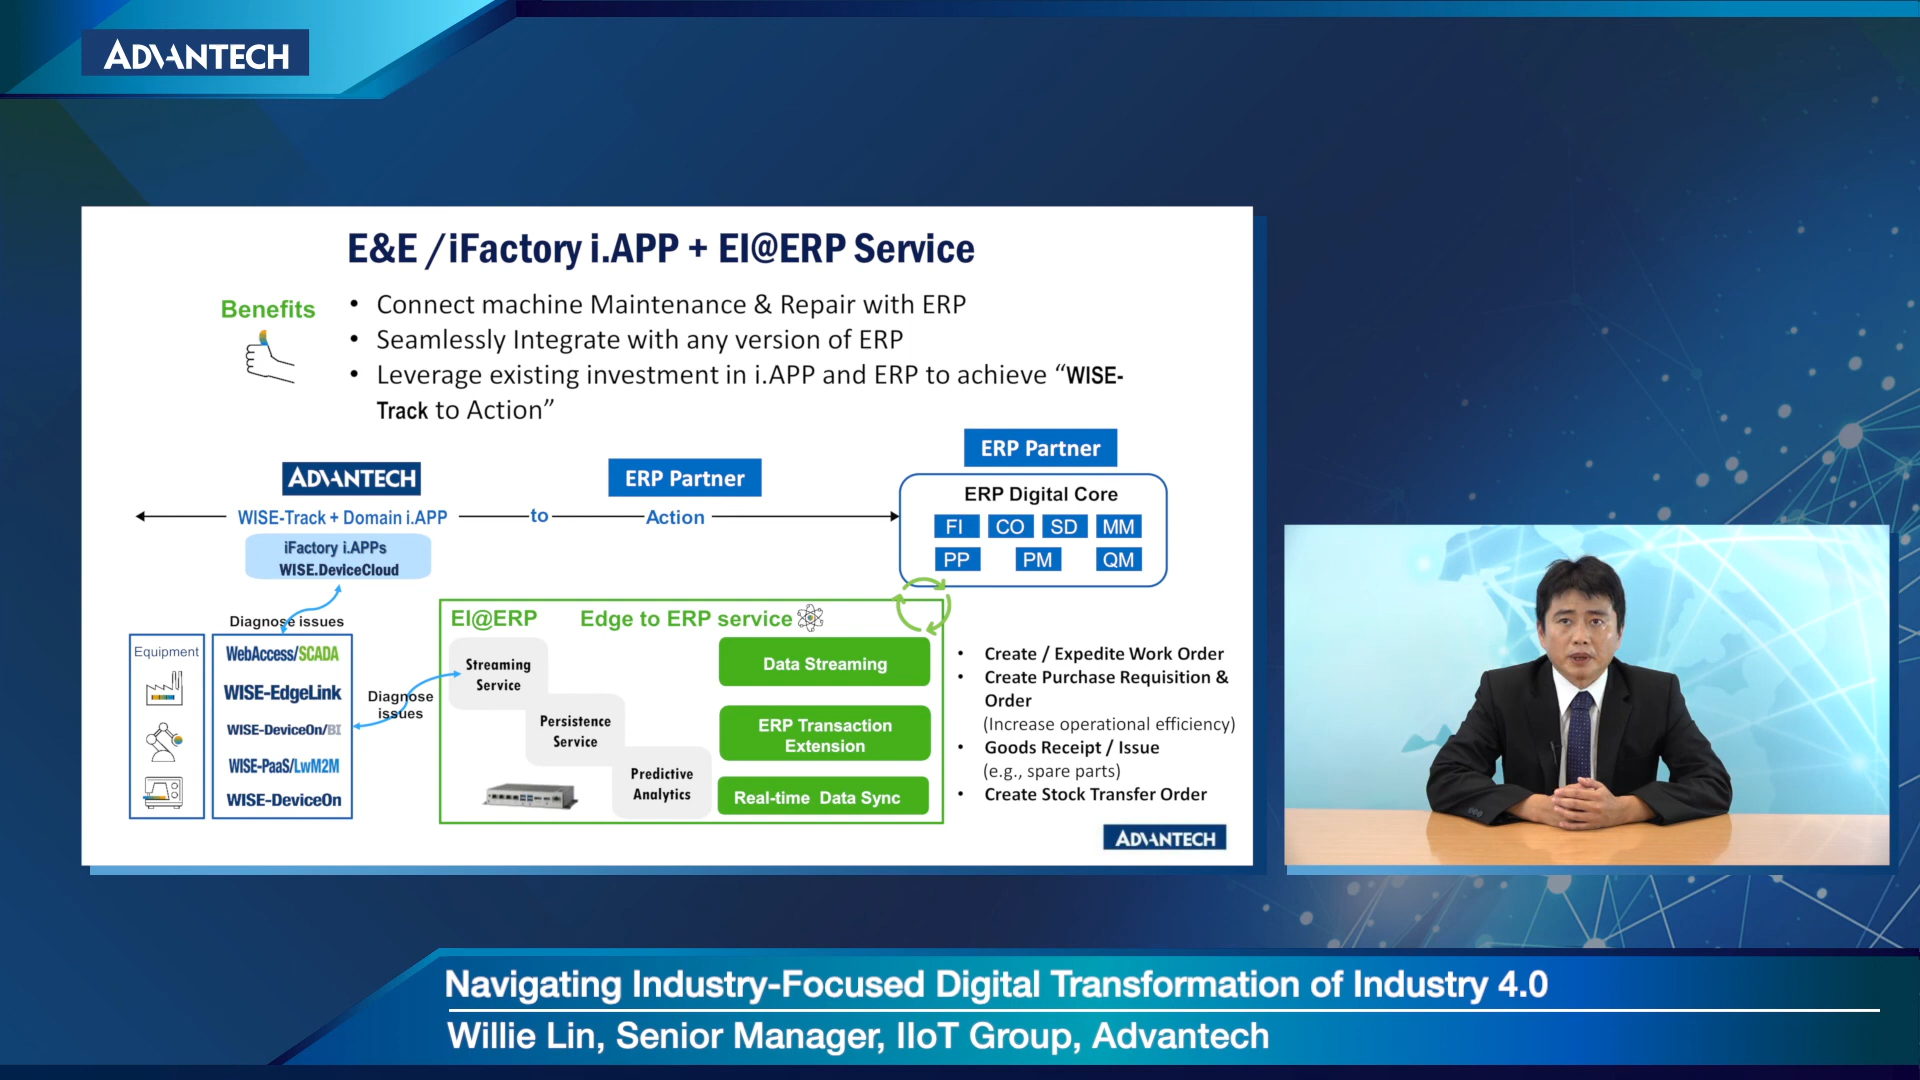 ADVANTECH
E&E /iFactory i.APP + EI@ERP Service
Benefits
• Connect machine Maintenance & Repair with ERP
• Seamlessly Integrate with any version of ERP
• Leverage existing investment in i.APP and ERP to achieve “WISE-
Track to Action”
ERP Partner
ADVANTECH
ERP Partner
ERP Digital Core
WISE-Track + Domain i.APP
to
Action
FI CO SD MM
PP PM QM
iFactory i.APPs
WISE.DeviceCloud
Diagnose issues
Equipment
WebAccess/SCADA
WISE-EdgeLink
WISE-DeviceOn/BI
WISE-PaaS/LwM2M
WISE-DeviceOn
Diagnose
issues
EI@ERP Edge to ERP service
Streaming
Service
Persistence
Service
Predictive
Analytics
Data Streaming
ERP Transaction
Extension
Real-time Data Sync
• Create / Expedite Work Order
• Create Purchase Requisition &
Order
(Increase operational efficiency)
• Goods Receipt / Issue
(e.g., spare parts)
• Create Stock Transfer Order
ADVANTECH
Navigating Industry-Focused Digital Transformation of Industry 4.0
Willie Lin, Senior Manager, IIoT Group, Advantech